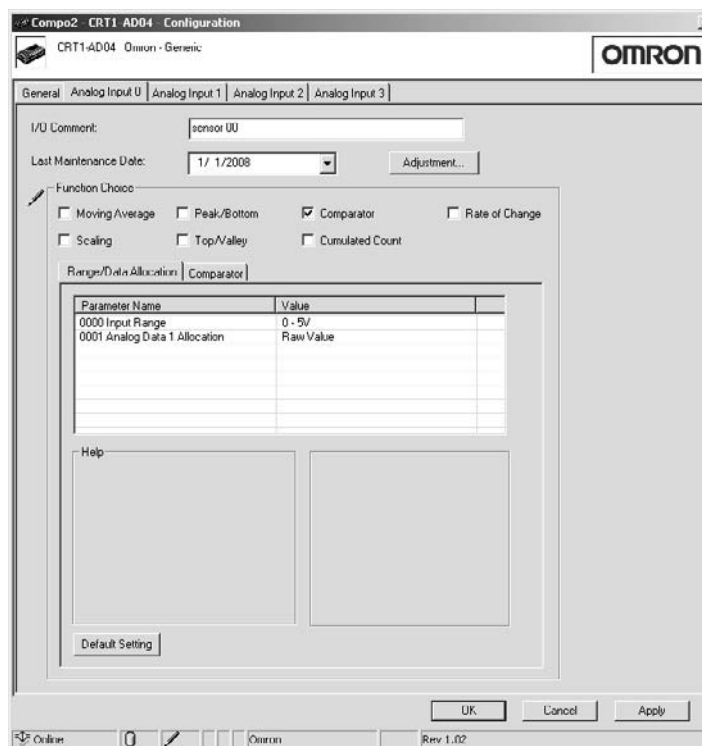 Compo2 - CRT1-AD04 - Configuration
CRT1-AD04 Omron - Generic
OMRON
General Analog Input 0 Analog Input 1 Analog Input 2 Analog Input 3
I/O Comment: sensor 00
Last Maintenance Date: 1/ 1/2008 Adjustment...
Function Choice
Moving Average Peak/Bottom Comparator Rate of Change
Scaling Top/Valley Cumulated Count
Range/Data Allocation Comparator
Parameter Name Value
0000 Input Range 0 - 5V
0001 Analog Data 1 Allocation Raw Value
Help
Default Setting
OK Cancel Apply
Online Omron Rev 1.02